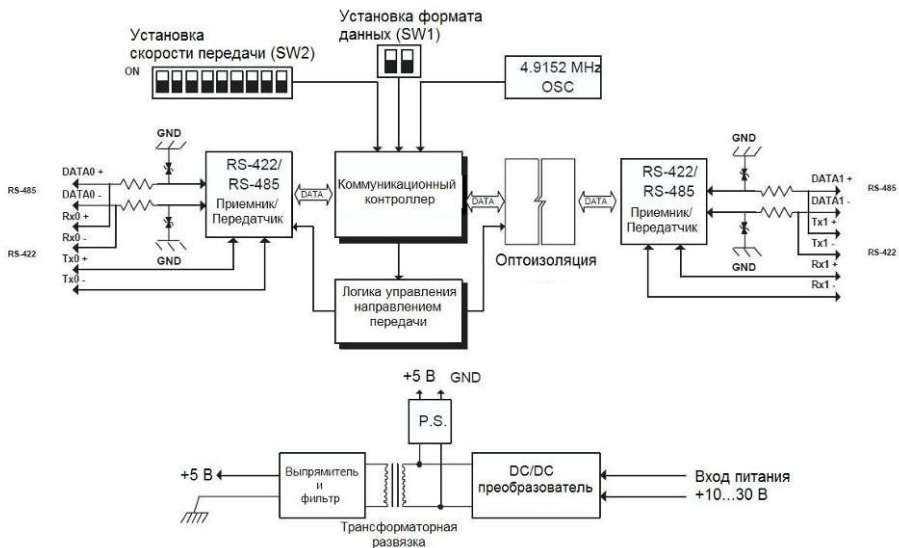 Установка
скорости передачи (SW2)
Установка формата
данных (SW1)
ON
4.9152 MHz
OSC
GND
DATA0 +
RS-485
DATA0 -
Rx0 +
Rx0 -
RS-422
Tx0 +
Tx0 -
GND
RS-422/
RS-485
Приемник/
Передатчик
DATA
Коммуникационный
контроллер
DATA
Оптоизоляция
DATA
RS-422/
RS-485
Приемник/
Передатчик
GND
DATA1 +
RS-485
DATA1 -
Tx1 +
Tx1 -
RS-422
Rx1 +
Rx1 -
GND
Логика управления
направлением
передачи
+5 В GND
P.S.
+5 В
Выпрямитель
и
фильтр
Трансформаторная
развязка
DC/DC
преобразователь
Вход питания
+10...30 В